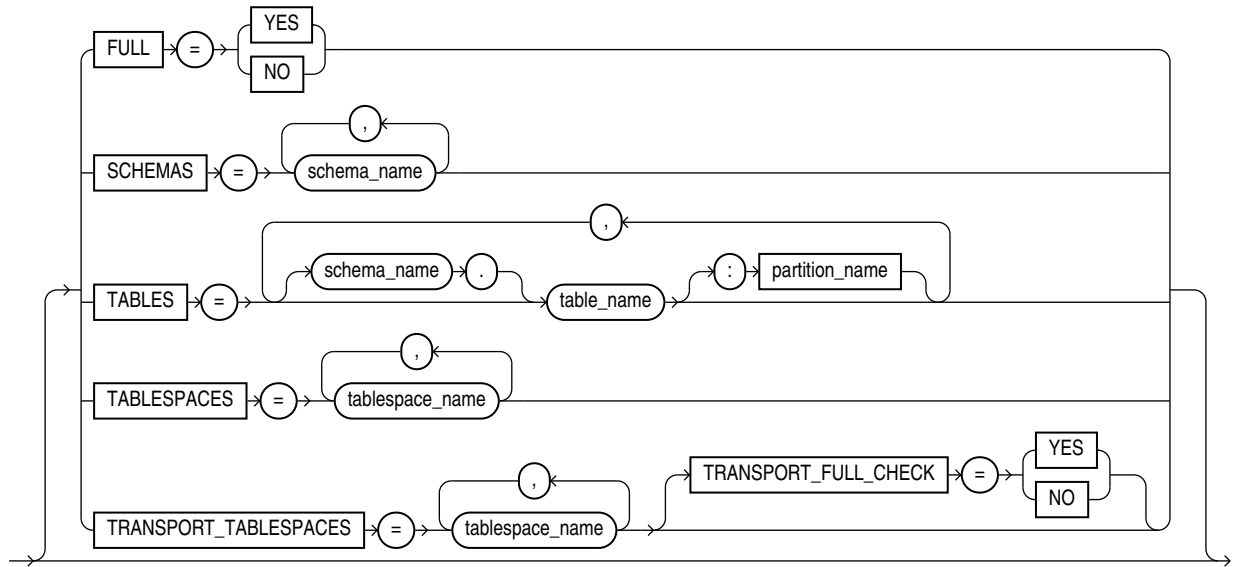 YES
FULL =
NO
,
SCHEMAS = schema_name
,
schema_name . : partition_name
TABLES = table_name
,
TABLESPACES = tablespace_name
YES
TRANSPORT_FULL_CHECK =
NO
,
TRANSPORT_TABLESPACES = tablespace_name